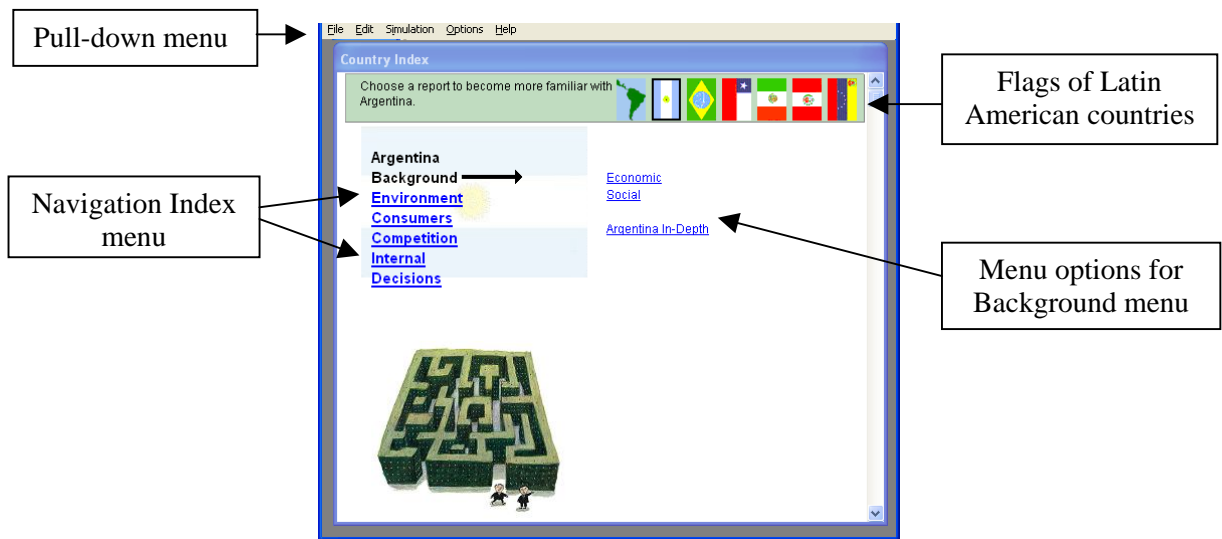 Pull-down menu
File Edit Simulation Options Help
Country Index
Choose a report to become more familiar with
Argentina.
Flags of Latin
American countries
Argentina
Background
Environment
Consumers
Competition
Internal
Decisions
Economic
Social
Argentina In-Depth
Navigation Index
menu
Menu options for
Background menu